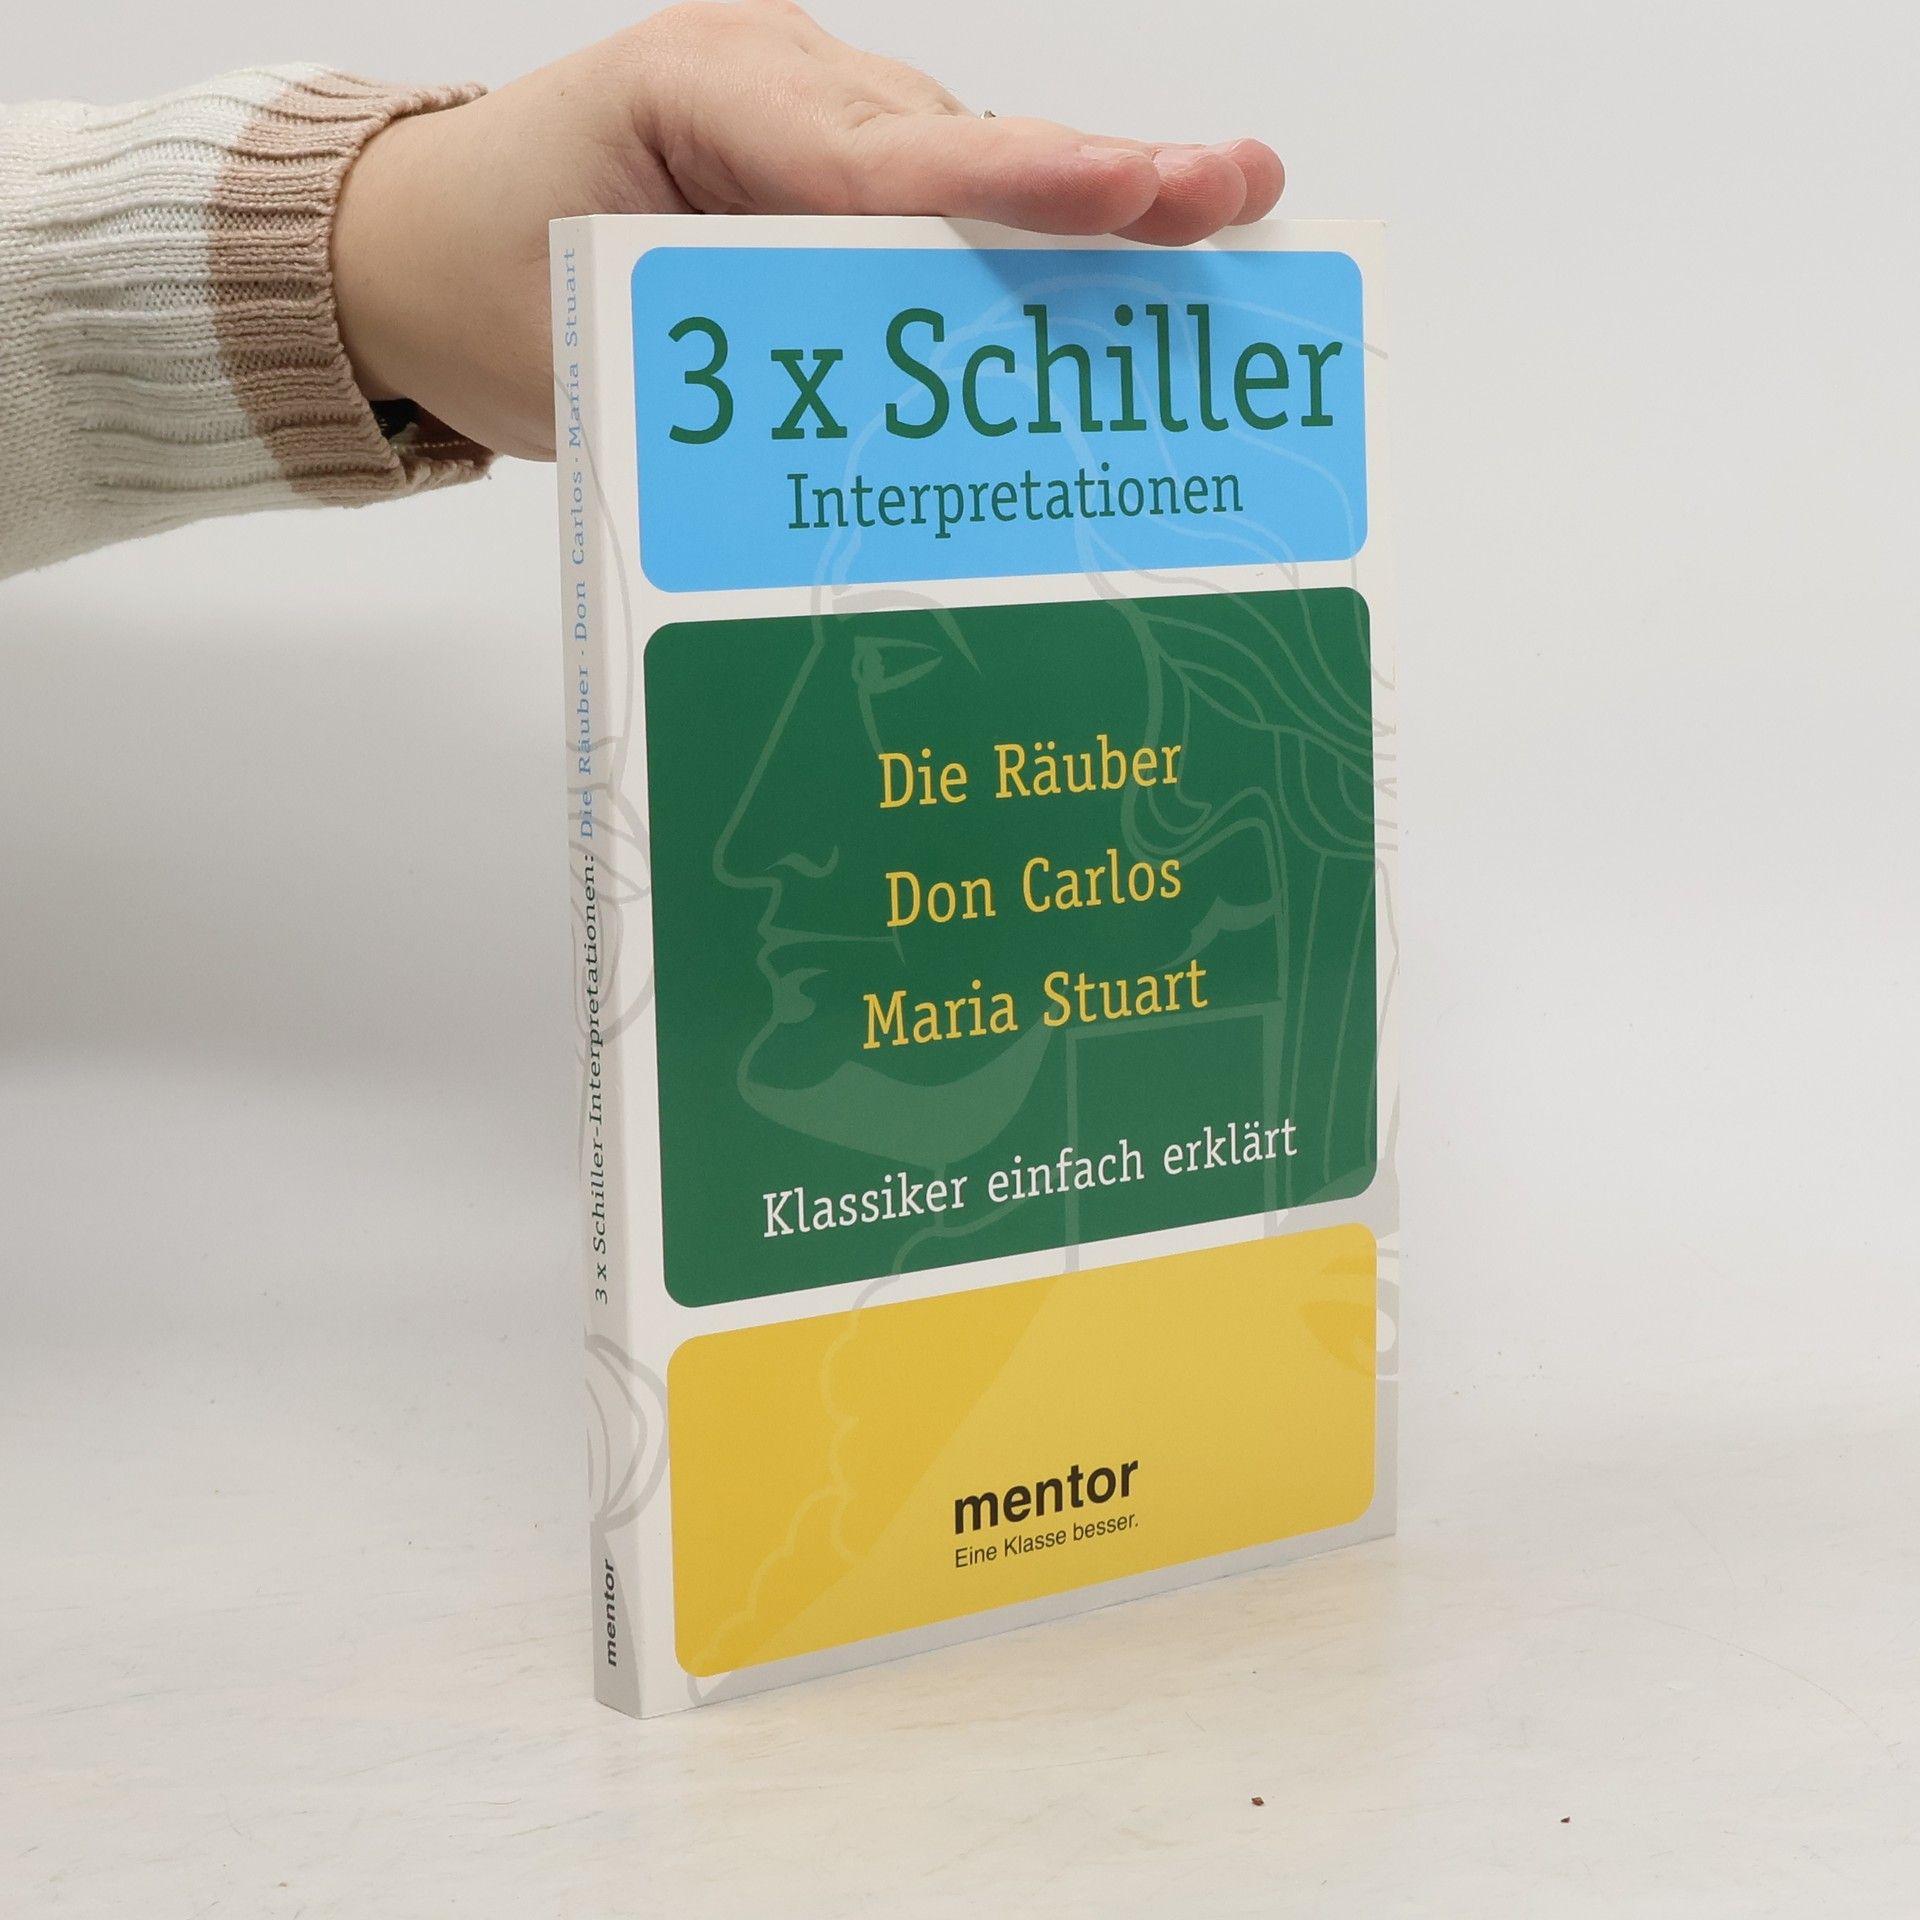 3 x Schiller
Interpretationen
Die Räuber
Don Carlos
Maria Stuart
Klassiker einfach erklärt
mentor
Eine Klasse besser.
3 x Schiller-Interpretationen: Die Räuber · Don Carlos · Maria Stuart
mentor